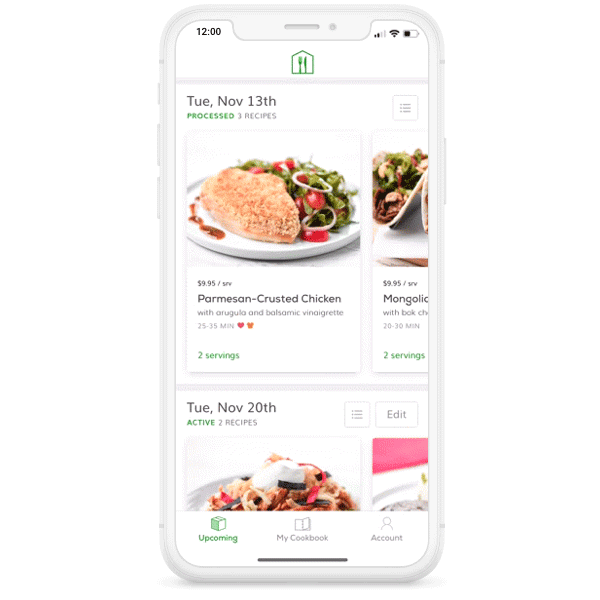 12:00
Tue, Nov 13th
PROCESSED 3 RECIPES
$9.95 / srv
Parmesan-Crusted Chicken
with arugula and balsamic vinaigrette
25-35 MIN
2 servings
$9.95 / srv
Mongolic
with bok ch
20-30 MIN
2 servings
Tue, Nov 20th
Edit
ACTIVE 2 RECIPES
Upcoming
My Cookbook
Account